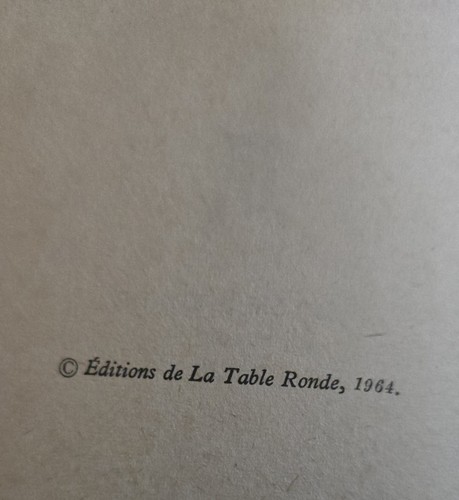 © Éditions de La Table Ronde, 1964.